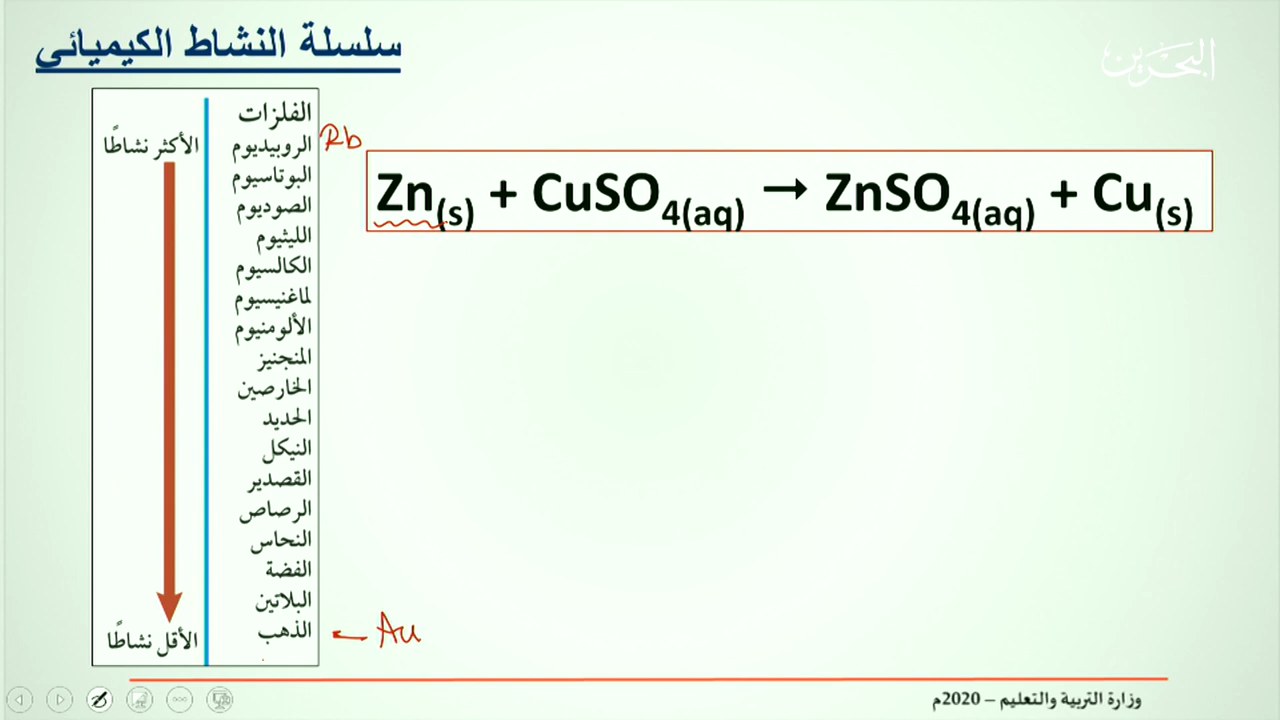 سلسلة النشاط الكيميائي
البحرين
الفلزات
الأكثر نشاطًا
الروبيديوم
Rb
البوتاسيوم
الصوديوم
الليثيوم
الكالسيوم
لماغنيسيوم
الألومنيوم
المنجنيز
الخارصين
الحديد
النيكل
القصدير
الرصاص
النحاس
الفضة
البلاتين
الذهب
الأقل نشاطًا
Au
Zn(s) + CuSO4(aq) → ZnSO4(aq) + Cu(s)
وزارة التربية والتعليم – 2020م